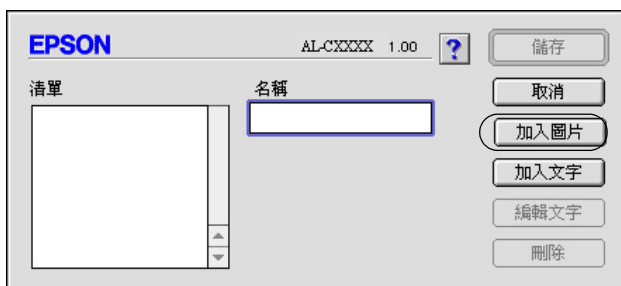 EPSON
AL-CXXXX 1.00
?
儲存
清單
名稱
取消
加入圖片
加入文字
編輯文字
刪除